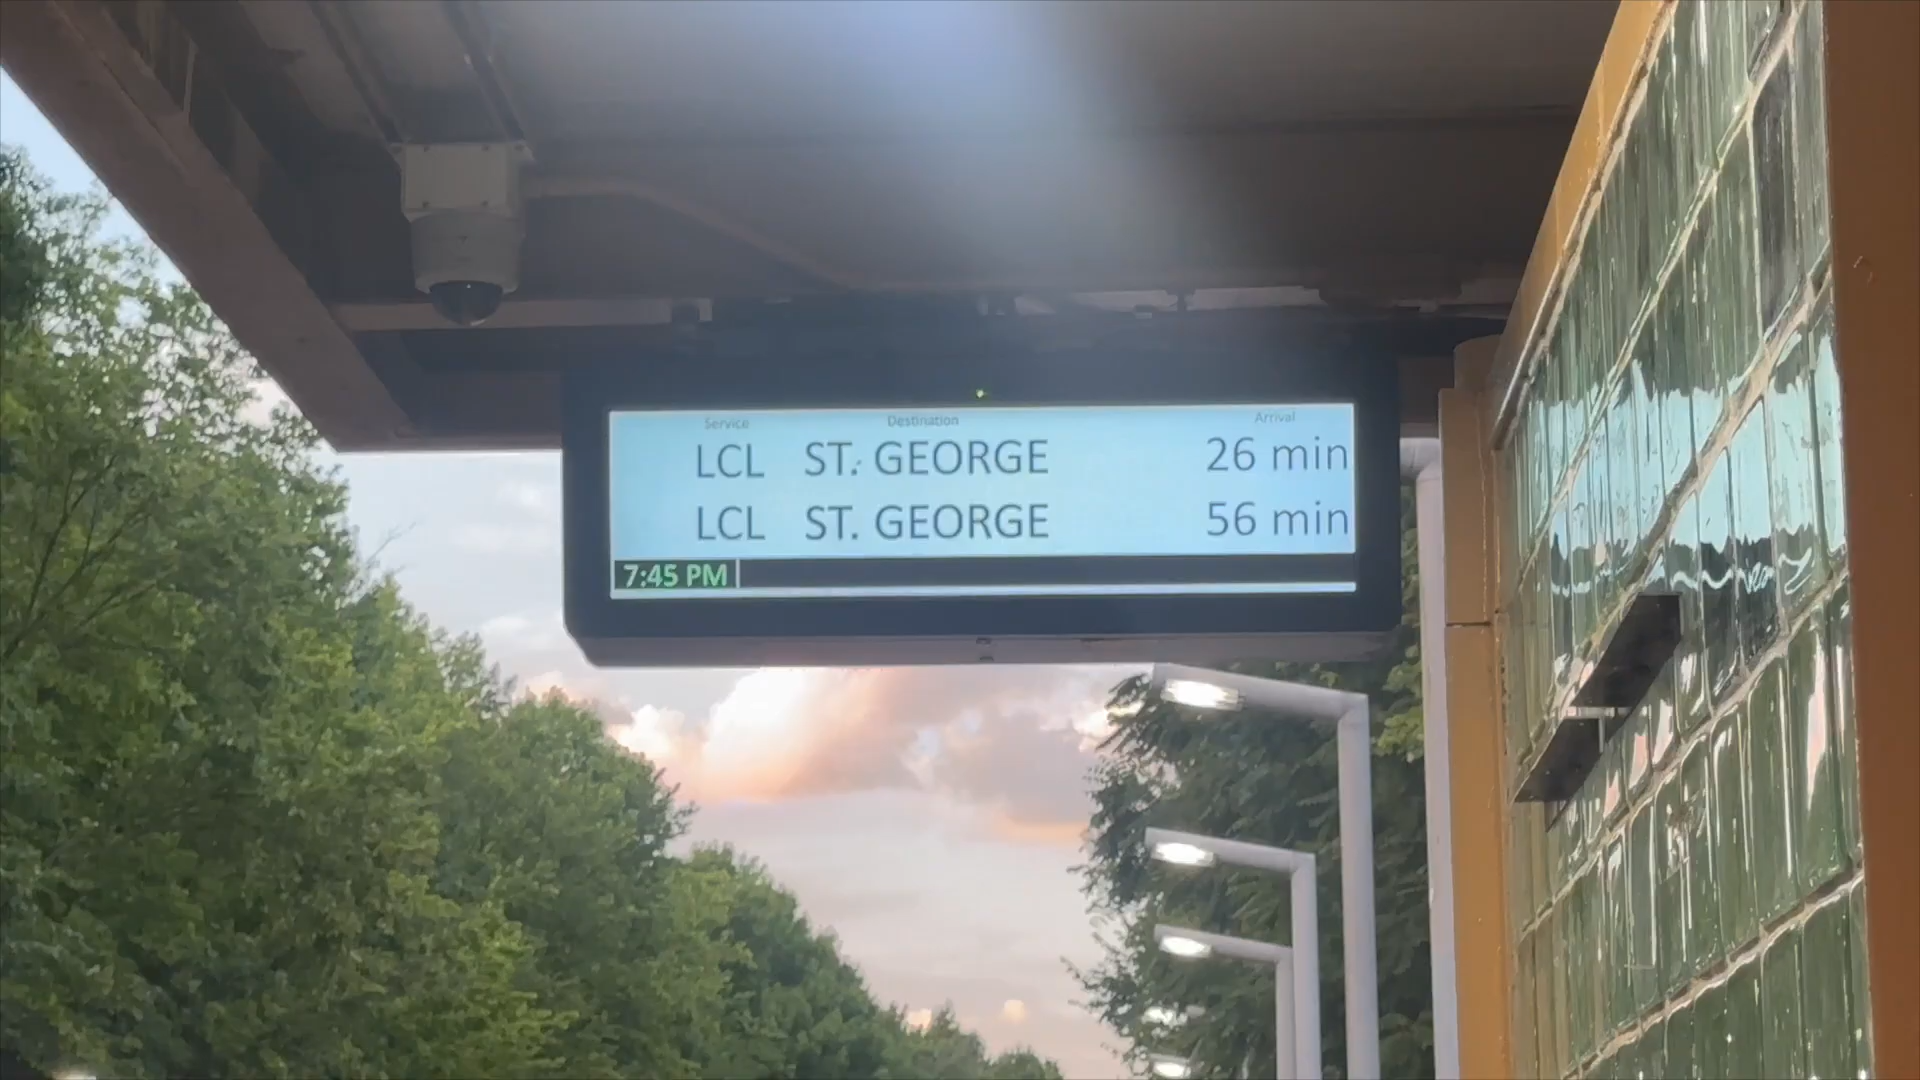 Service Destination Arrival
LCL ST. GEORGE 26 min
LCL ST. GEORGE 56 min
7:45 PM